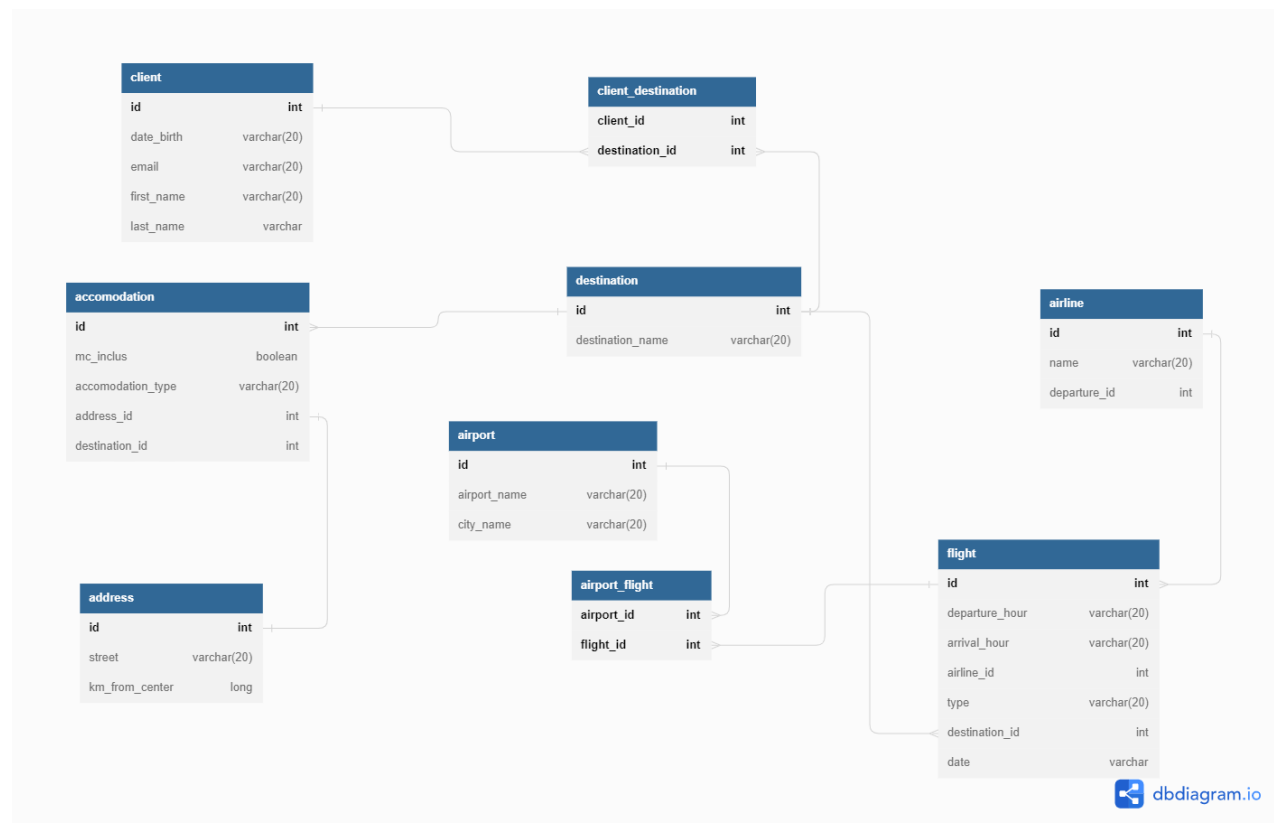 client
id int
date_birth varchar(20)
email varchar(20)
first_name varchar(20)
last_name varchar
client_destination
client_id int
destination_id int
accomodation
id int
mc_inclus boolean
accomodation_type varchar(20)
address_id int
destination_id int
destination
id int
destination_name varchar(20)
airline
id int
name varchar(20)
departure_id int
airport
id int
airport_name varchar(20)
city_name varchar(20)
address
id int
street varchar(20)
km_from_center long
airport_flight
airport_id int
flight_id int
flight
id int
departure_hour varchar(20)
arrival_hour varchar(20)
airline_id int
type varchar(20)
destination_id int
date varchar
dbdiagram.io